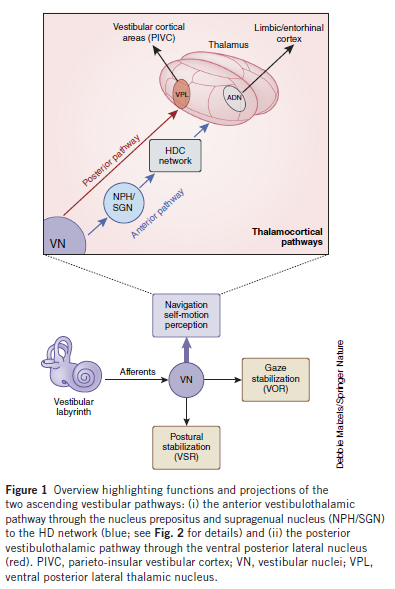 Vestibular cortical
areas (PIVC)
Limbic/entorhinal
cortex
Thalamus
VPL
ADN
HDC
network
Posterior pathway
NPH/
SGN
Anterior pathway
VN
Thalamocortical
pathways
Navigation
self-motion
perception
Afferents
VN
Gaze
stabilization
(VOR)
Vestibular
labyrinth
Postural
stabilization
(VSR)
Debbie Maizels/Springer Nature
Figure 1 Overview highlighting functions and projections of the
two ascending vestibular pathways: (i) the anterior vestibulothalamic
pathway through the nucleus prepositus and supragenual nucleus (NPH/SGN)
to the HD network (blue; see Fig. 2 for details) and (ii) the posterior
vestibulothalamic pathway through the ventral posterior lateral nucleus
(red). PIVC, parieto-insular vestibular cortex; VN, vestibular nuclei; VPL,
ventral posterior lateral thalamic nucleus.